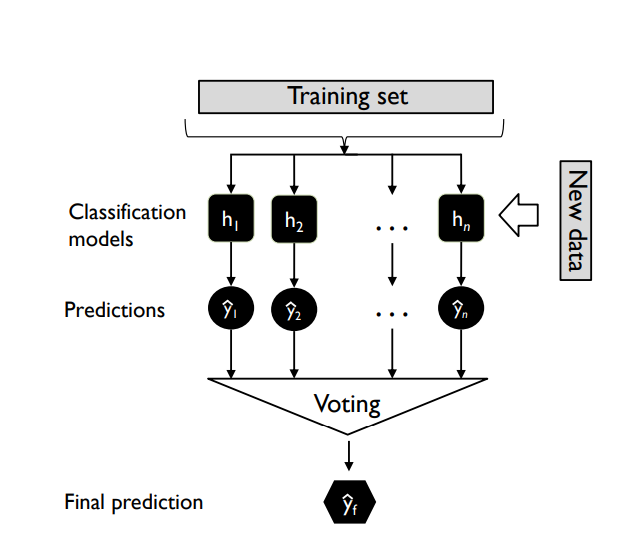 Training set
Classification
models
h₁
h₂
. . .
hₙ
New data
Predictions
ŷ₁
ŷ₂
. . .
ŷₙ
Voting
Final prediction
ŷf